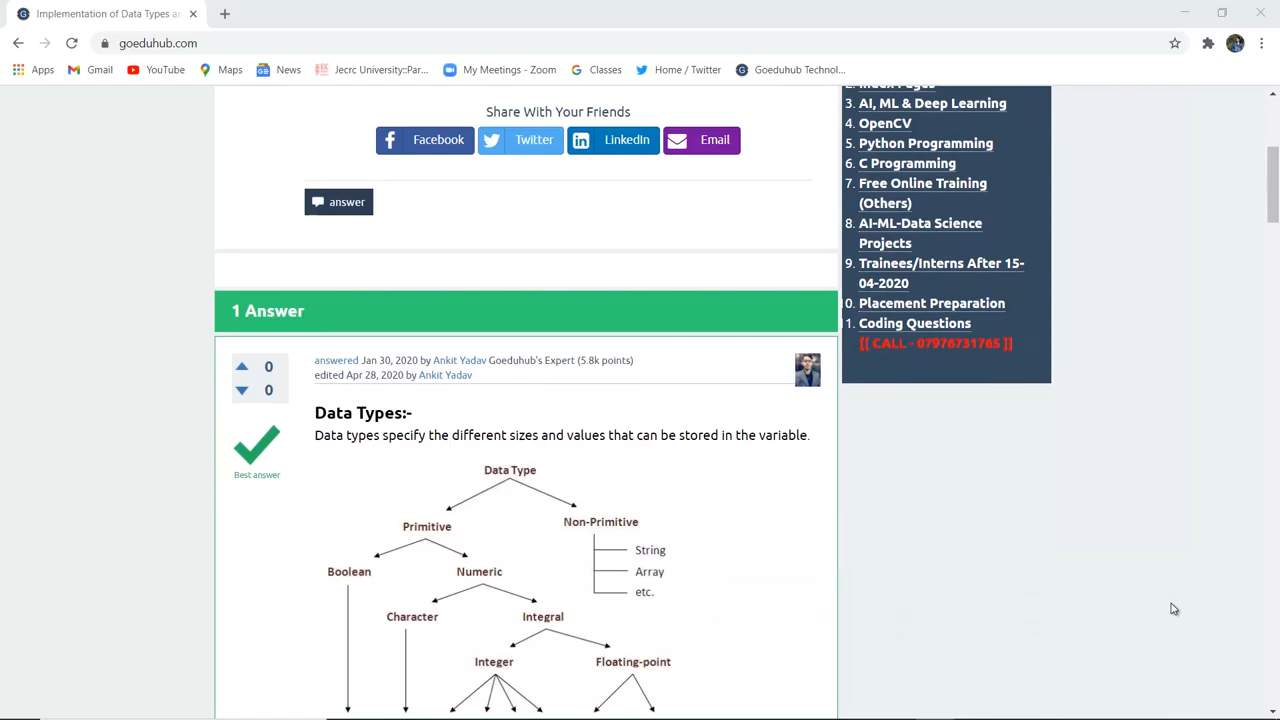 Implementation of Data Types a
goeduhub.com
Apps
Gmail
YouTube
Maps
News
Jecrc University::Par...
My Meetings - Zoom
Classes
Home / Twitter
Goeduhub Technol...
Share With Your Friends
Facebook
Twitter
LinkedIn
Email
answer
2. Index Pages
3. AI, ML & Deep Learning
4. OpenCV
5. Python Programming
6. C Programming
7. Free Online Training
(Others)
8. AI-ML-Data Science
Projects
9. Trainees/Interns After 15-
04-2020
10. Placement Preparation
11. Coding Questions
[[ CALL - 07976731765 ]]
1 Answer
0
0
Best answer
answered Jan 30, 2020 by Ankit Yadav Goeduhub's Expert (5.8k points)
edited Apr 28, 2020 by Ankit Yadav
Data Types:-
Data types specify the different sizes and values that can be stored in the variable.
Data Type
Primitive
Non-Primitive
String
Array
etc.
Boolean
Numeric
Character
Integral
Integer
Floating-point